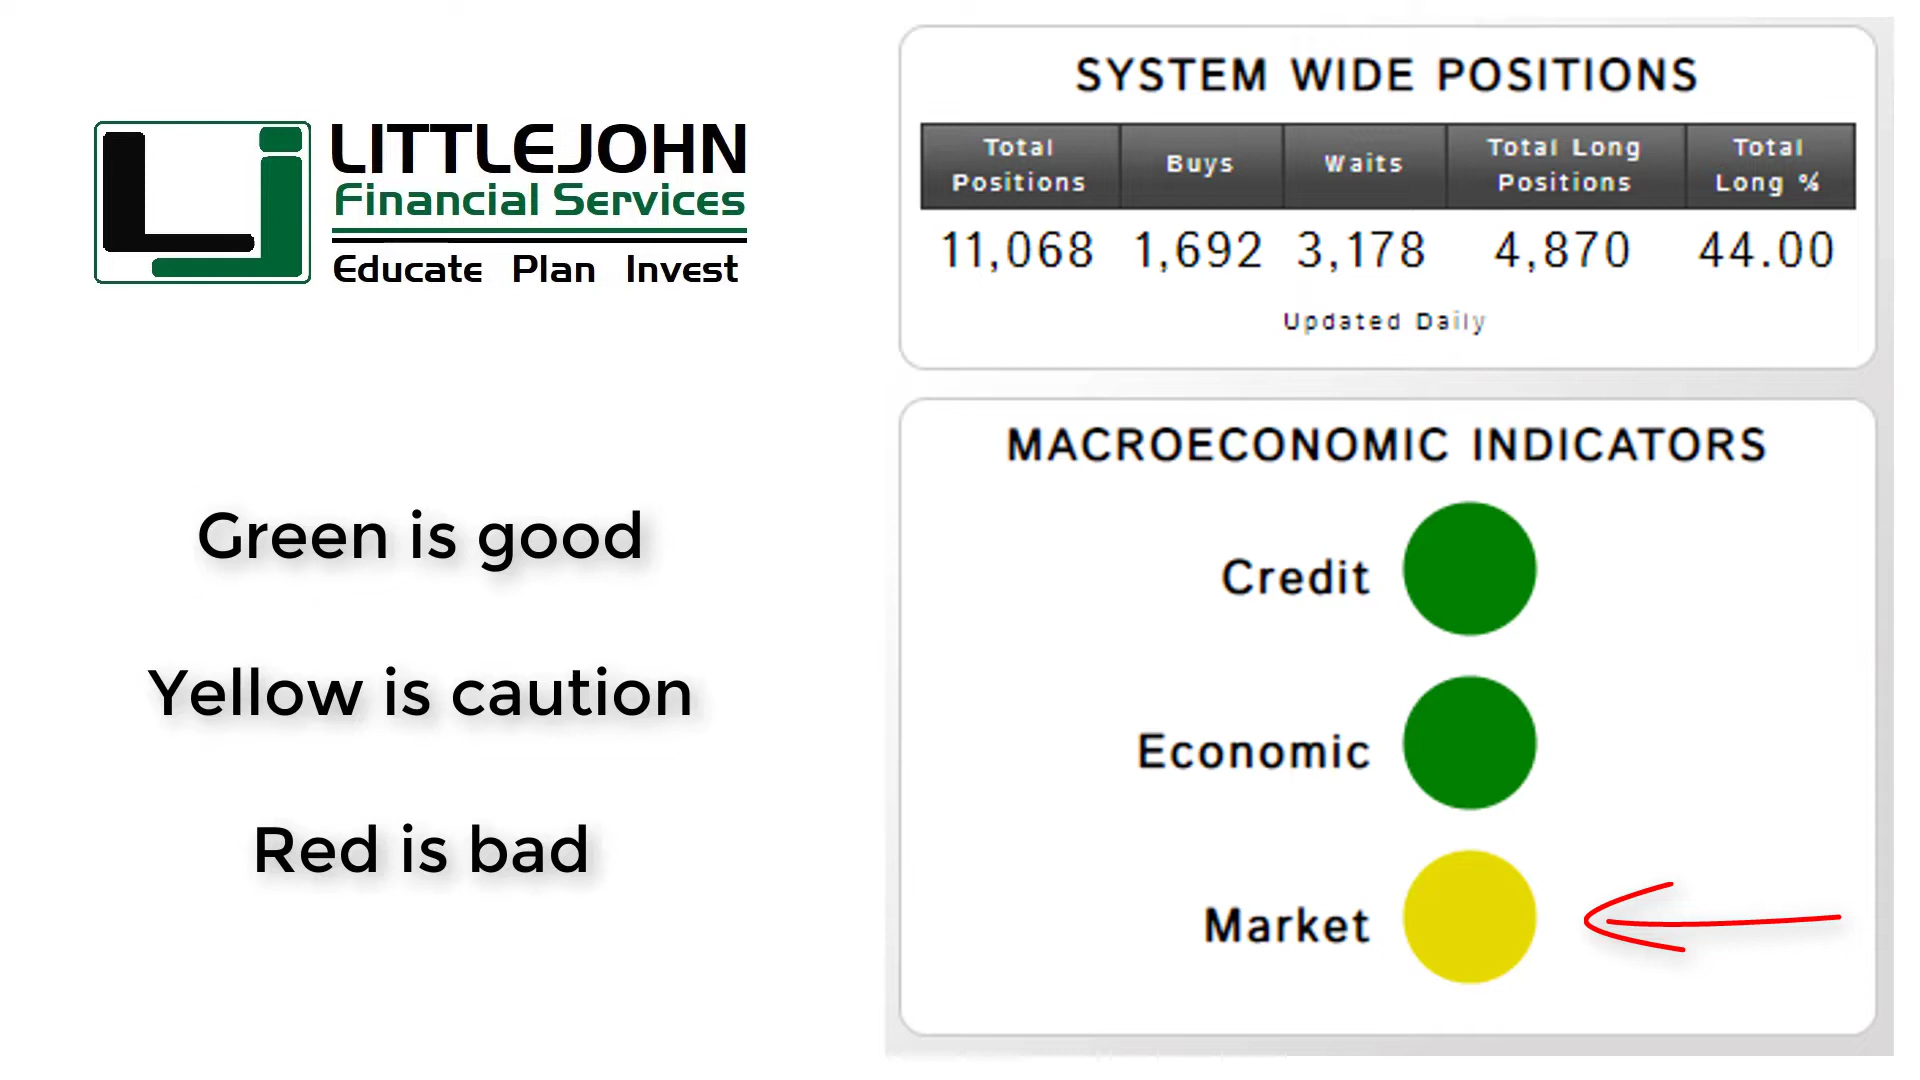 LITTLEJOHN
Financial Services
Educate Plan Invest
Green is good
Yellow is caution
Red is bad
SYSTEM WIDE POSITIONS
Total Positions Buys Waits Total Long Positions Total Long %
11,068 1,692 3,178 4,870 44.00
Updated Daily
MACROECONOMIC INDICATORS
Credit
Economic
Market